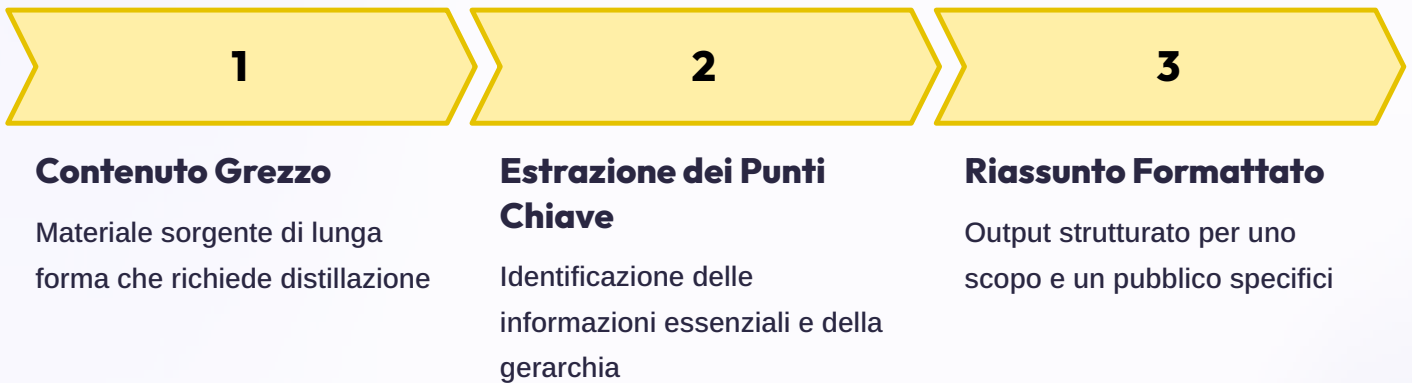 1
Contenuto Grezzo
Materiale sorgente di lunga
forma che richiede distillazione
2
Estrazione dei Punti
Chiave
Identificazione delle
informazioni essenziali e della
gerarchia
3
Riassunto Formattato
Output strutturato per uno
scopo e un pubblico specifici